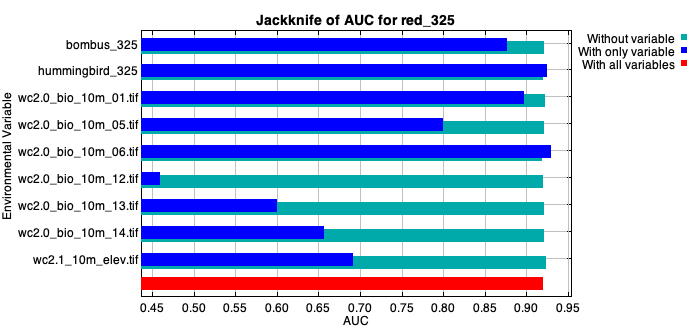 Jackknife of AUC for red_325
Without variable
With only variable
With all variables
Environmental Variable
bombus_325
hummingbird_325
wc2.0_bio_10m_01.tif
wc2.0_bio_10m_05.tif
wc2.0_bio_10m_06.tif
wc2.0_bio_10m_12.tif
wc2.0_bio_10m_13.tif
wc2.0_bio_10m_14.tif
wc2.1_10m_elev.tif
0.45 0.50 0.55 0.60 0.65 0.70 0.75 0.80 0.85 0.90 0.95
AUC